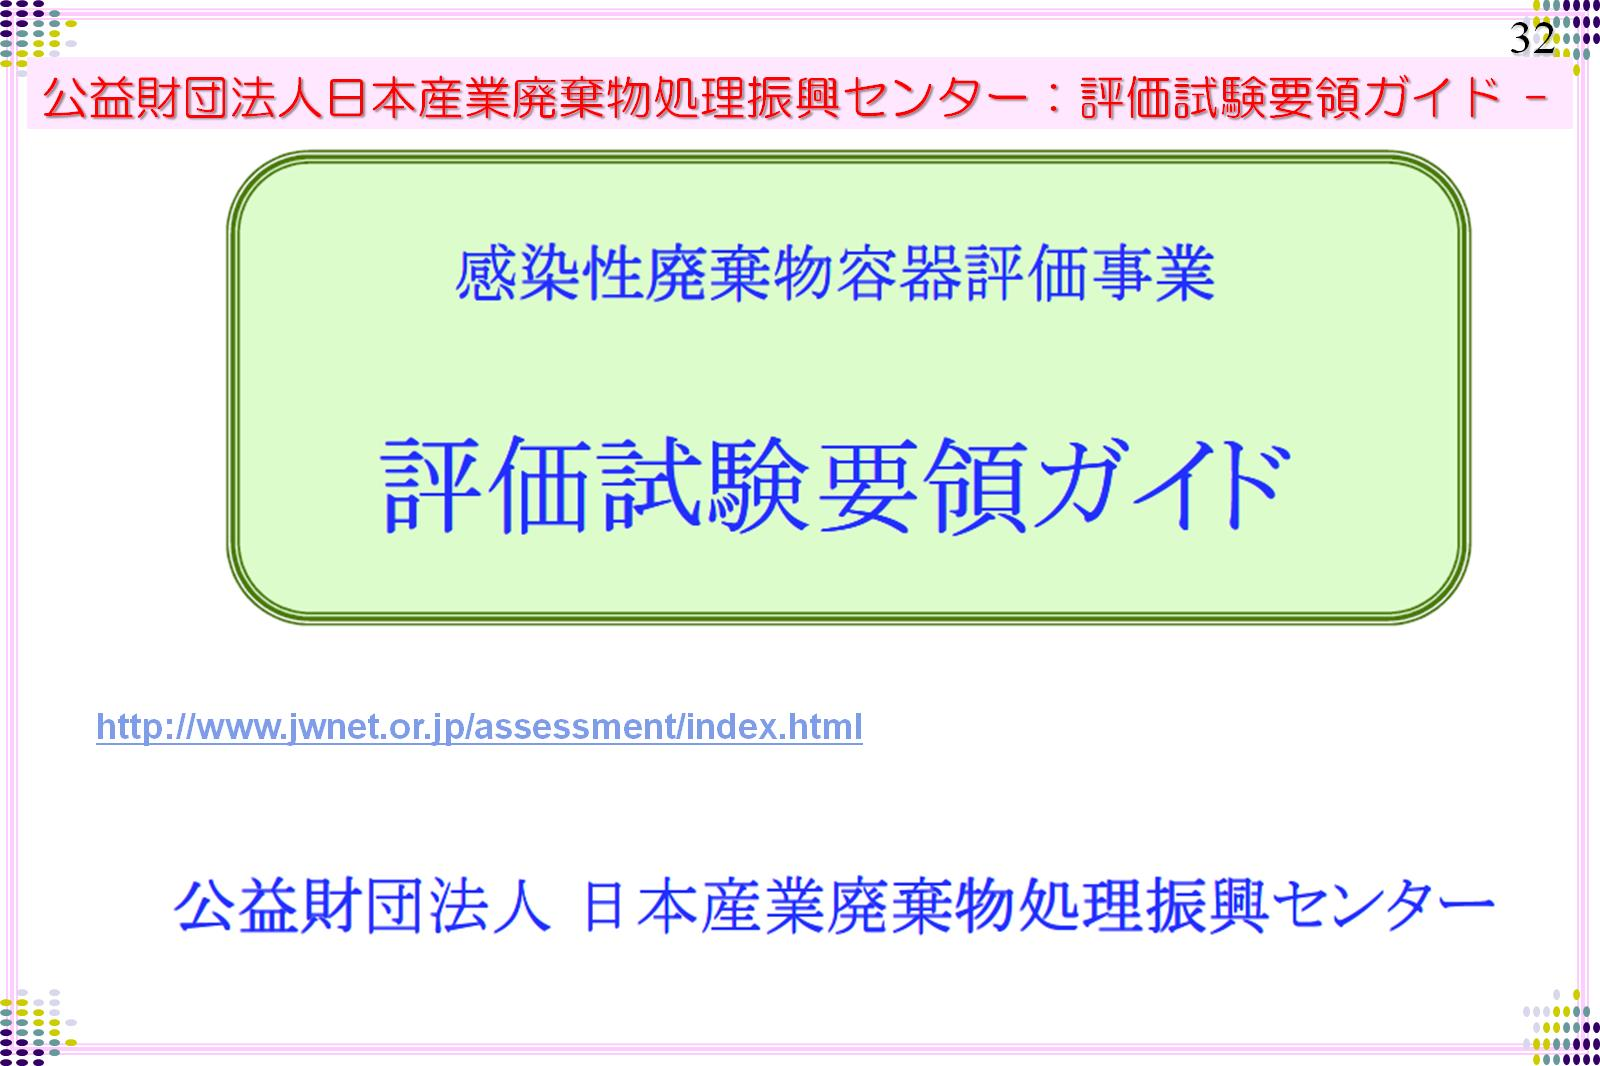 32
公益財団法人日本産業廃棄物処理振興センター：評価試験要領ガイド －
感染性廃棄物容器評価事業
評価試験要領ガイド
http://www.jwnet.or.jp/assessment/index.html
公益財団法人 日本産業廃棄物処理振興センター